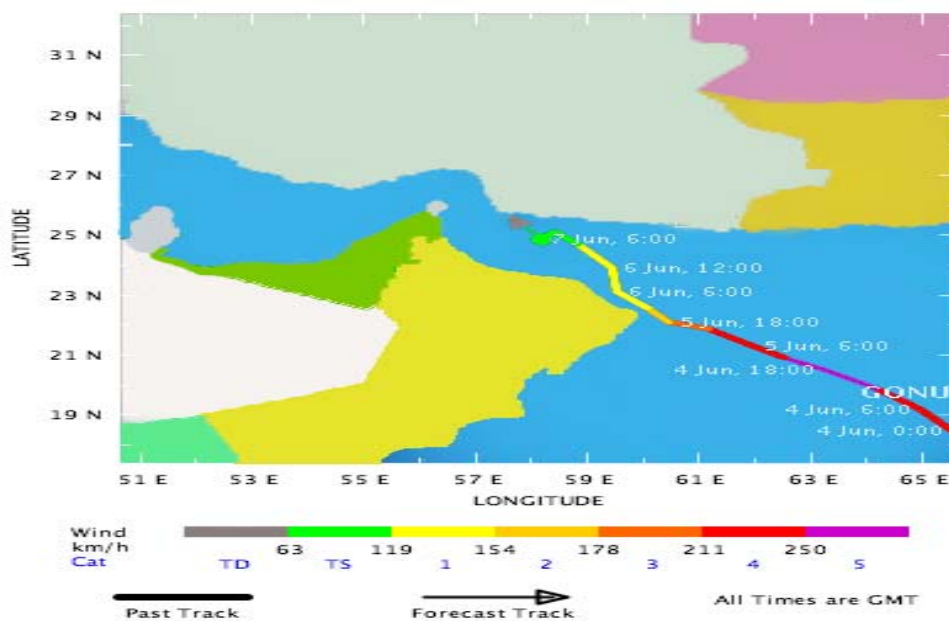 31 N
29 N
27 N
25 N
23 N
21 N
19 N
LATITUDE
7 Jun, 6:00
6 Jun, 12:00
6 Jun, 6:00
5 Jun, 18:00
5 Jun, 6:00
4 Jun, 18:00
GONU
4 Jun, 6:00
4 Jun, 0:00
51 E 53 E 55 E 57 E 59 E 61 E 63 E 65 E
LONGITUDE
Wind
km/h 63 119 154 178 211 250
Cat TD TS 1 2 3 4 5
Past Track Forecast Track All Times are GMT